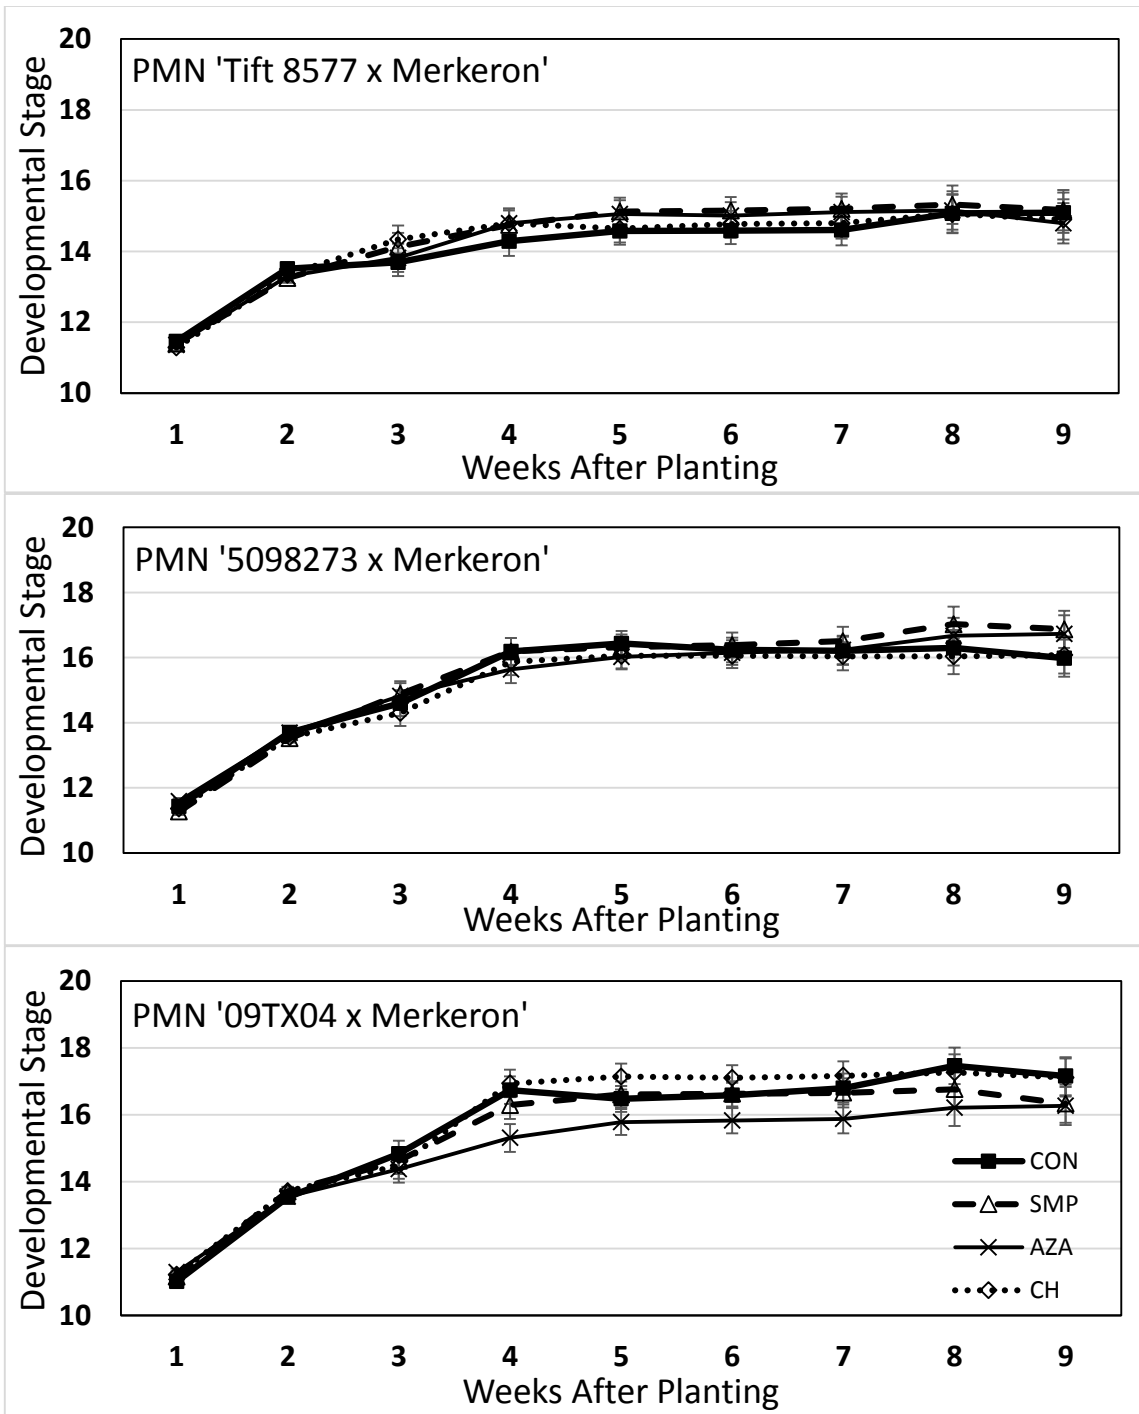 PMN 'Tift 8577 x Merkeron'
Developmental Stage
20
18
16
14
12
10
1 2 3 4 5 6 7 8 9
Weeks After Planting
PMN '5098273 x Merkeron'
Developmental Stage
20
18
16
14
12
10
1 2 3 4 5 6 7 8 9
Weeks After Planting
PMN '09TX04 x Merkeron'
Developmental Stage
20
18
16
14
12
10
CON
SMP
AZA
CH
1 2 3 4 5 6 7 8 9
Weeks After Planting